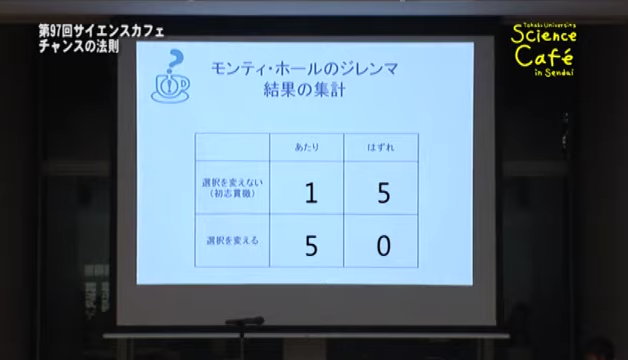 第97回サイエンスカフェ
チャンスの法則
Tohoku University
Science
Café
in Sendai
モンティ・ホールのジレンマ
結果の集計
あたり はずれ
選択を変えない
(初志貫徹)
1 5
選択を変える
5 0